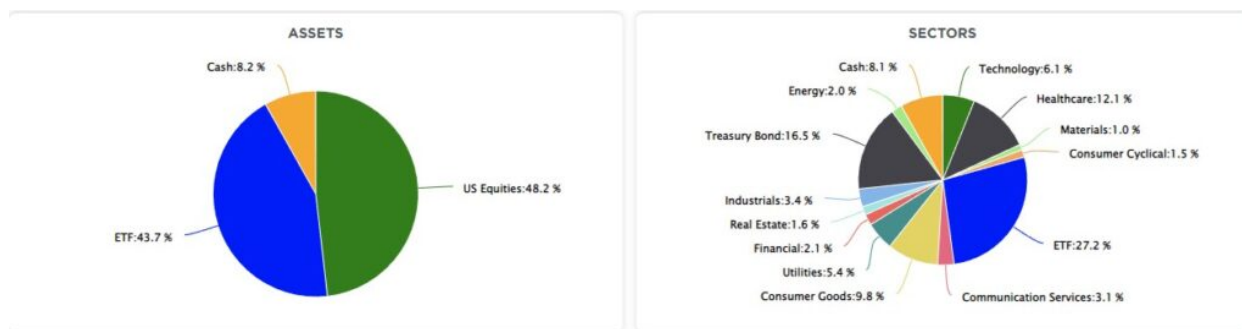 ASSETS
Cash:8.2 %
US Equities:48.2 %
ETF:43.7 %
SECTORS
Cash:8.1 %
Technology:6.1 %
Energy:2.0 %
Healthcare:12.1 %
Materials:1.0 %
Treasury Bond:16.5 %
Consumer Cyclical:1.5 %
Industrials:3.4 %
Real Estate:1.6 %
Financial:2.1 %
ETF:27.2 %
Utilities:5.4 %
Consumer Goods:9.8 %
Communication Services:3.1 %